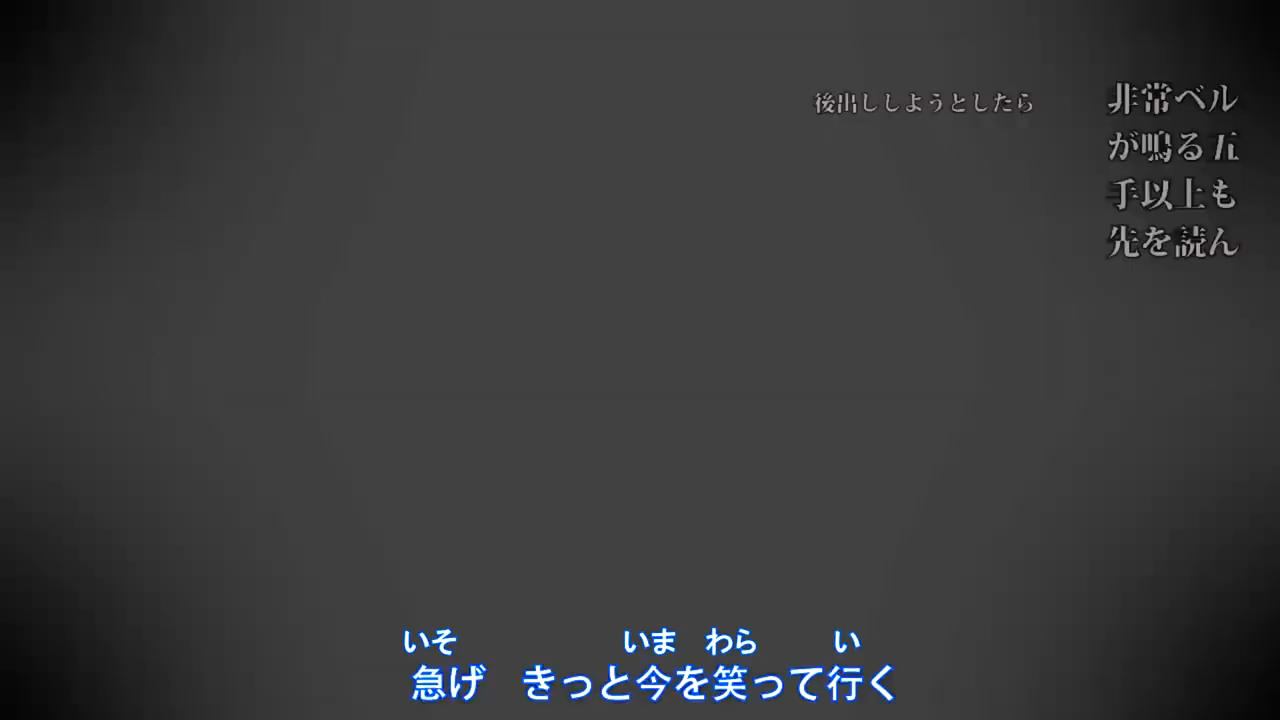 後出ししようとしたら
非常ベル
が鳴る五
手以上も
先を読ん
いそ いま わら い
急げ きっと今を笑って行く